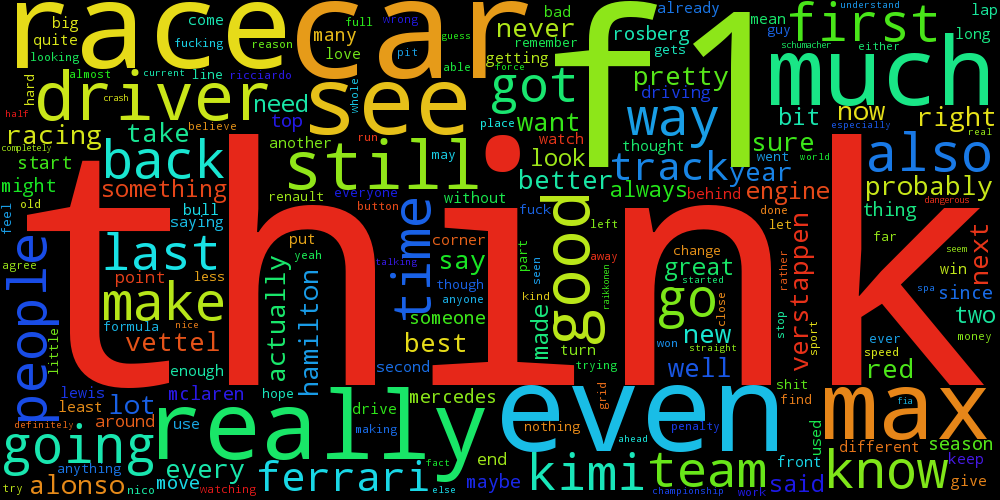 race
car
f1
first
much
think
driver
see
still
got
way
track
also
people
last
back
make
really
even
max
going
ferrari
kimi
team
know
good
time
go
never
rosberg
already
understand
lap
come
wrong
full
bad
big
quite
looking
fucking
reason
many
love
guess
remember
getting
gets
mean
guy
schumacher
either
long
almost
current
line
ricciardo
pit
able
force
pretty
driving
hard
crash
need
whole
top
place
want
bit
now
right
half
racing
take
believe
another
run
watch
look
thought
sure
went
especially
real
world
completely
start
may
better
year
might
something
renault
everyone
without
always
behind
engine
probably
dangerous
old
button
fuck
left
done
let
thing
feel
bull
saying
agree
put
yeah
corner
say
though
talking
part
seen
anyone
kind
raikkonen
away
change
great
started
close
rather
verstappen
far
seem
win
next
point
less
actually
hamilton
someone
made
new
stop
sport
spa
since
two
formula
nice
vettel
best
turn
straight
ever
speed
money
little
enough
second
trying
won
well
red
lewis
mclaren
hope
mercedes
grid
shit
find
fia
least
lot
around
use
drive
making
nothing
penalty
used
different
season
definitely
ahead
anything
every
fact
end
front
keep
try
alonso
nico
move
watching
else
maybe
championship
work
said
give